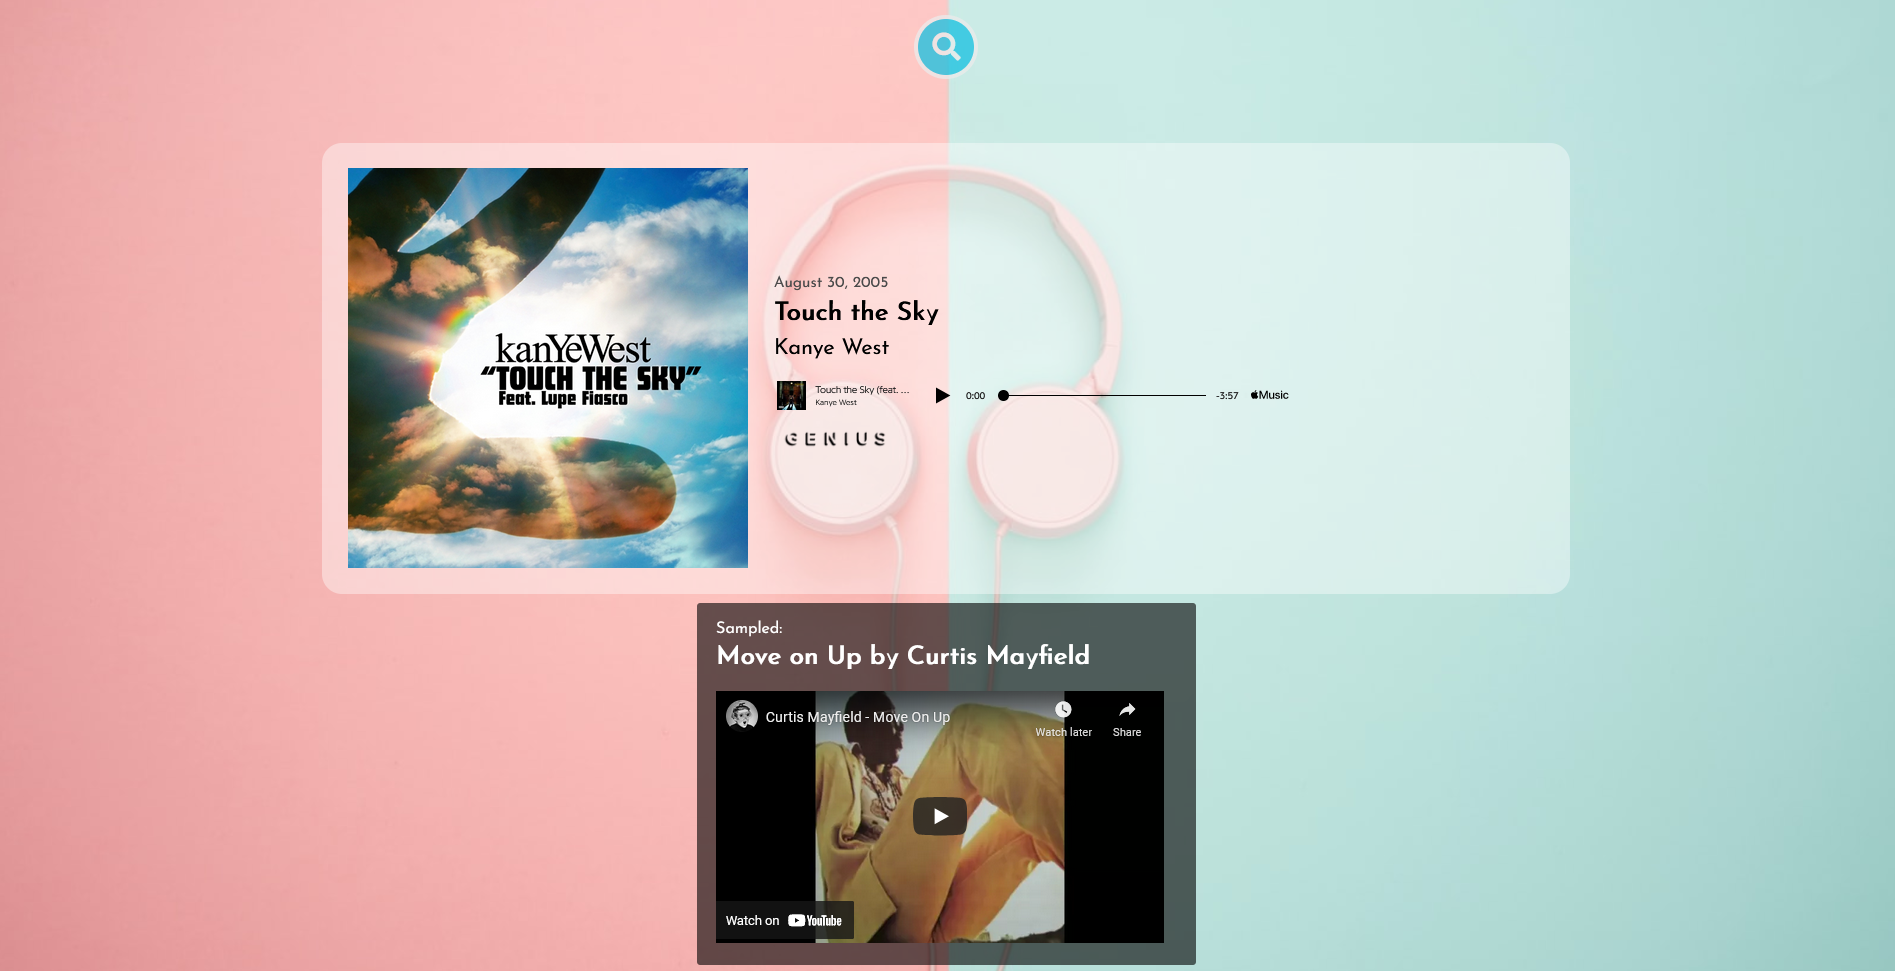 kanYeWest
"TOUCH THE SKY"
Feat. Lupe Fiasco
August 30, 2005
Touch the Sky
Kanye West
Touch the Sky (feat. ...
Kanye West
0:00
-3:57
Music
GENIUS
Sampled:
Move on Up by Curtis Mayfield
Curtis Mayfield - Move On Up
Watch later
Share
Watch on YouTube